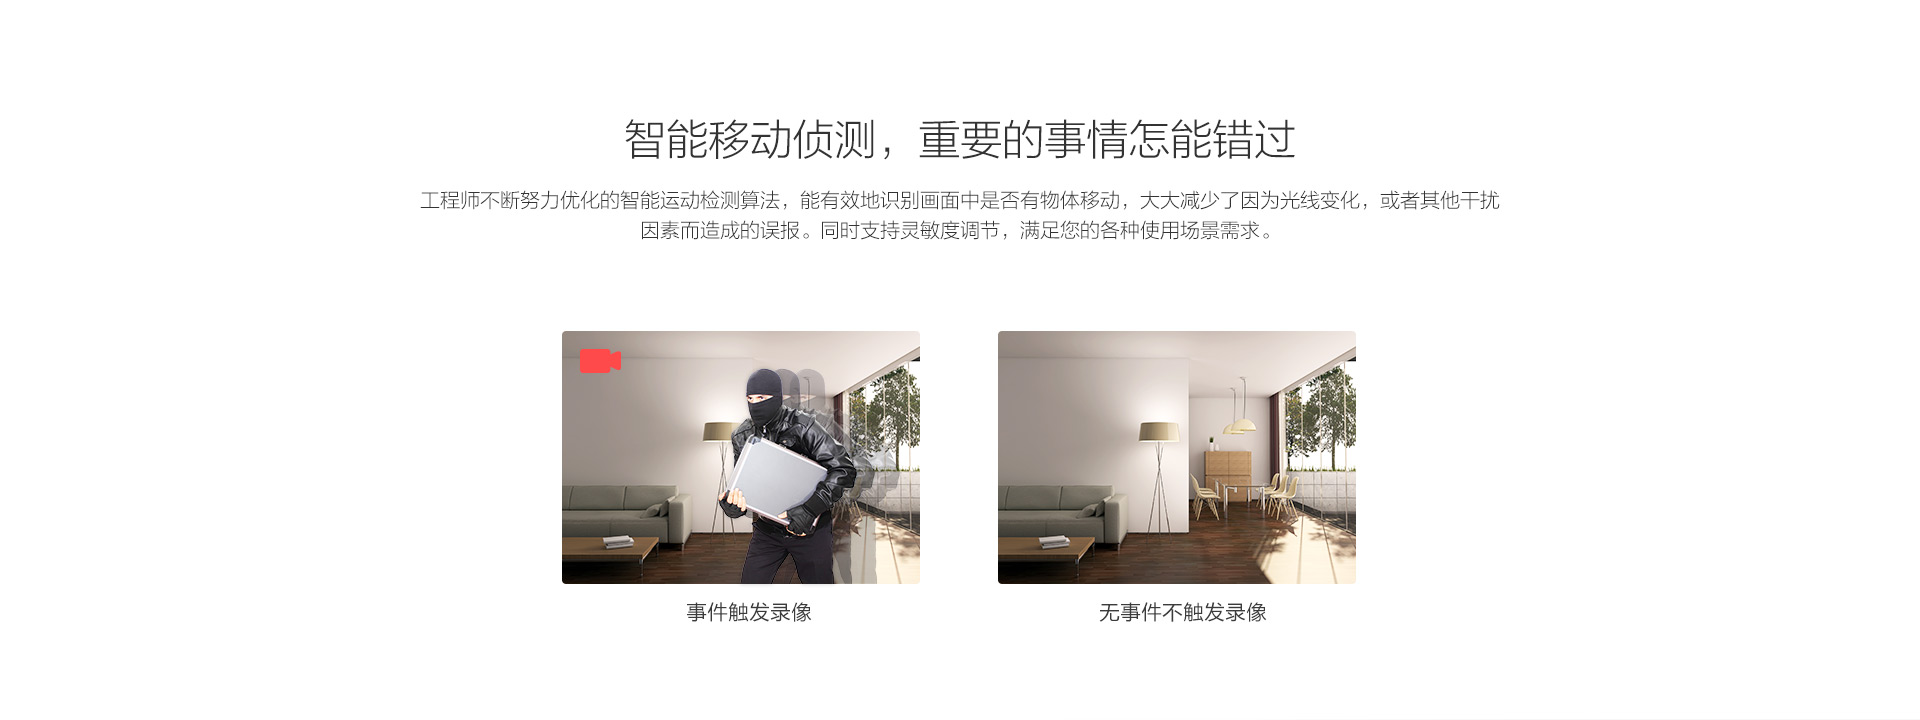 智能移动侦测，重要的事情怎能错过
工程师不断努力优化的智能运动检测算法，能有效地识别画面中是否有物体移动，大大减少了因为光线变化，或者其他干扰
因素而造成的误报。同时支持灵敏度调节，满足您的各种使用场景需求。
事件触发录像
无事件不触发录像